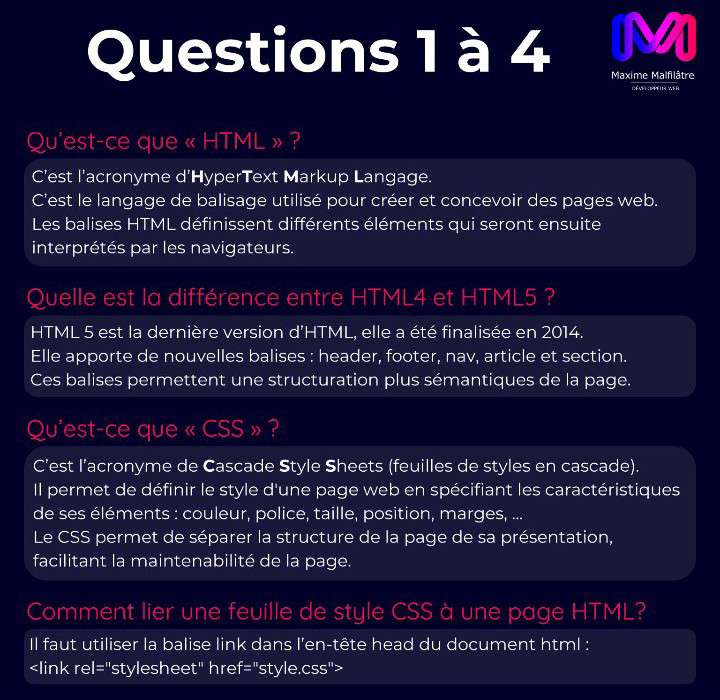 Questions 1 à 4
Maxime Malfilâtre
DÉVELOPPEUR WEB
Qu'est-ce que « HTML » ?
C'est l'acronyme d'HyperText Markup Langage.
C'est le langage de balisage utilisé pour créer et concevoir des pages web.
Les balises HTML définissent différents éléments qui seront ensuite
interprétés par les navigateurs.
Quelle est la différence entre HTML4 et HTML5 ?
HTML 5 est la dernière version d'HTML, elle a été finalisée en 2014.
Elle apporte de nouvelles balises : header, footer, nav, article et section.
Ces balises permettent une structuration plus sémantiques de la page.
Qu'est-ce que « CSS » ?
C'est l'acronyme de Cascade Style Sheets (feuilles de styles en cascade).
Il permet de définir le style d'une page web en spécifiant les caractéristiques
de ses éléments : couleur, police, taille, position, marges, ...
Le CSS permet de séparer la structure de la page de sa présentation,
facilitant la maintenabilité de la page.
Comment lier une feuille de style CSS à une page HTML?
Il faut utiliser la balise link dans l'en-tête head du document html :
<link rel="stylesheet" href="style.css">